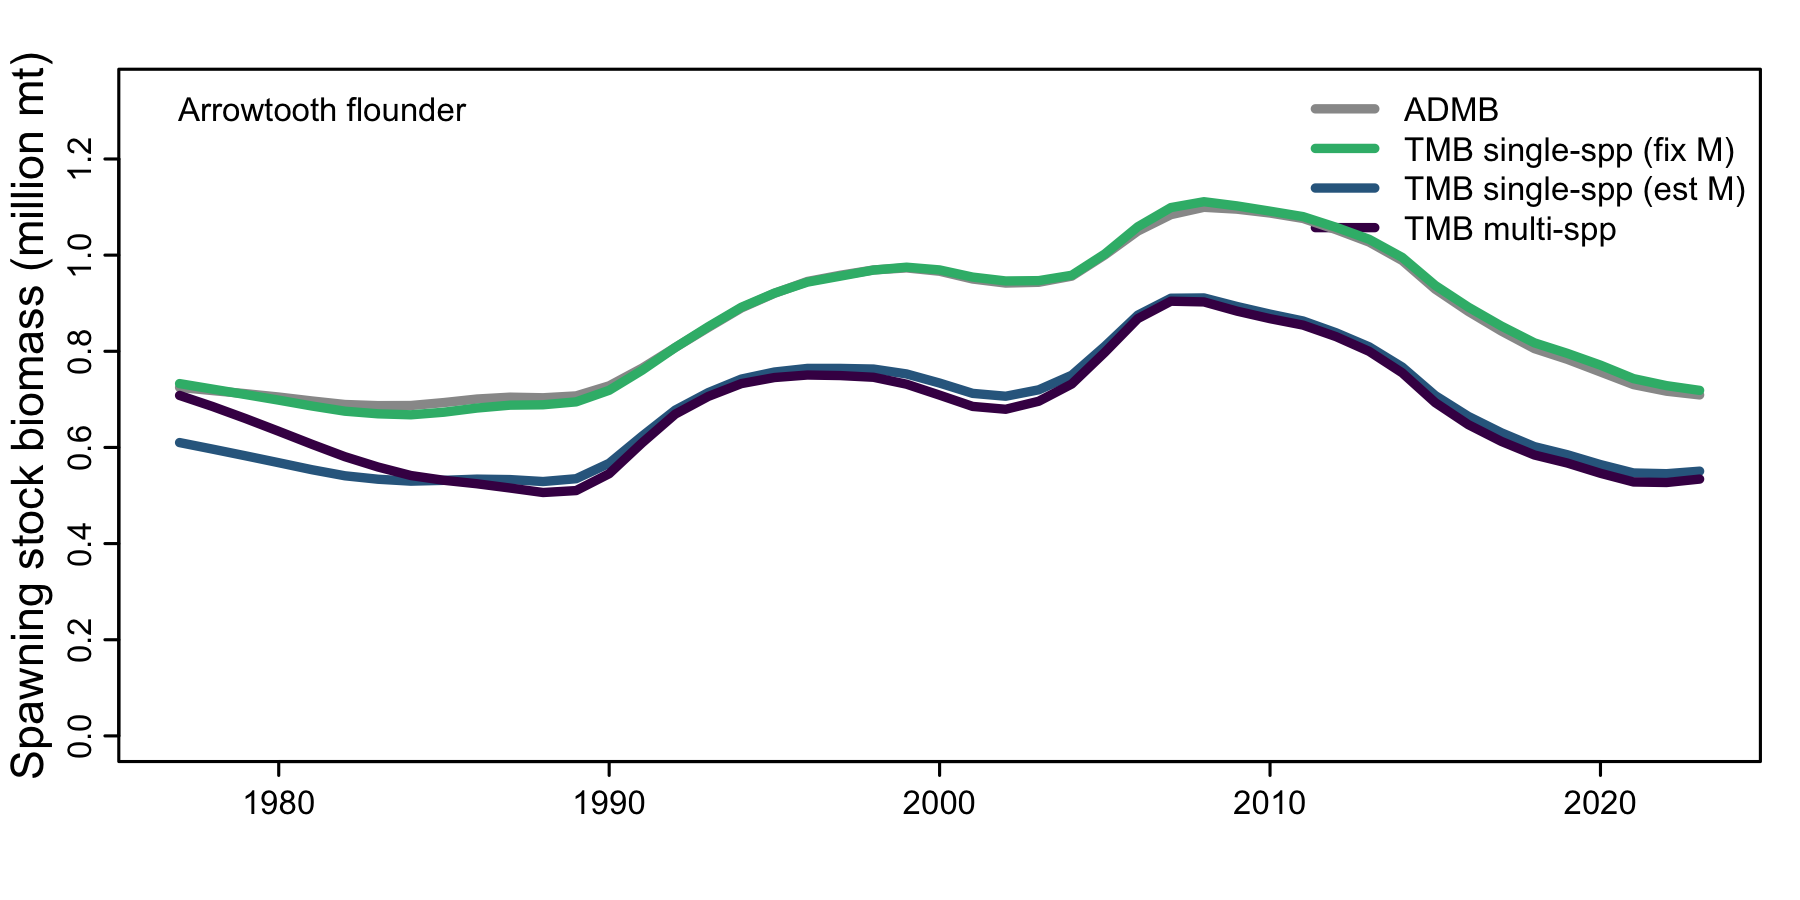 Arrowtooth flounder
ADMB
TMB single-spp (fix M)
TMB single-spp (est M)
TMB multi-spp
Spawning stock biomass (million mt)
1.2
1.0
0.8
0.6
0.4
0.2
0.0
1980 1990 2000 2010 2020